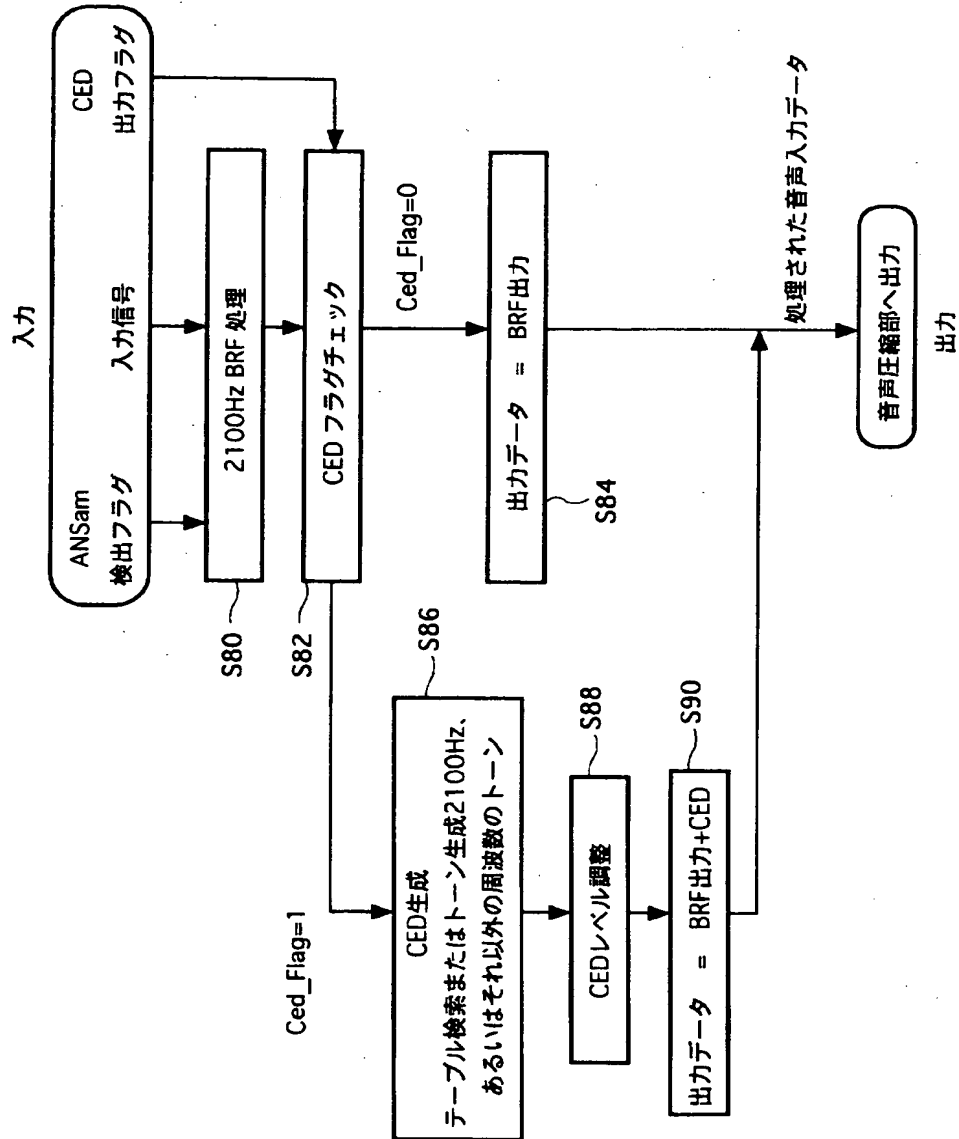 入力
ANSam
検出フラグ
入力信号
CED
出力フラグ
S80
2100Hz BRF 処理
S82
CED フラグチェック
Ced_Flag=1
Ced_Flag=0
S86
CED生成
テーブル検索またはトーン生成2100Hz、
あるいはそれ以外の周波数のトーン
S88
CEDレベル調整
S90
出力データ = BRF出力+CED
出力データ = BRF出力
S84
処理された音声入力データ
音声圧縮部へ出力
出力